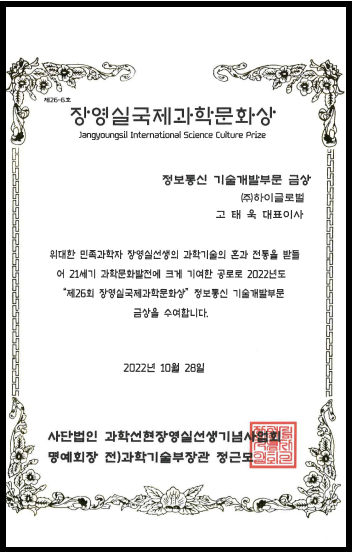 제26-6호
장영실국제과학문화상
Jangyoungsil International Science Culture Prize
정보통신 기술개발부문 금상
(주)하이글로벌
고 태 욱 대표이사
위대한 민족과학자 장영실선생의 과학기술의 혼과 전통을 받들
어 21세기 과학문화발전에 크게 기여한 공로로 2022년도
"제26회 장영실국제과학문화상" 정보통신 기술개발부문
금상을 수여합니다.
2022년 10월 28일
사단법인 과학선현장영실선생기념사업회
명예회장 전)과학기술부장관 정근모